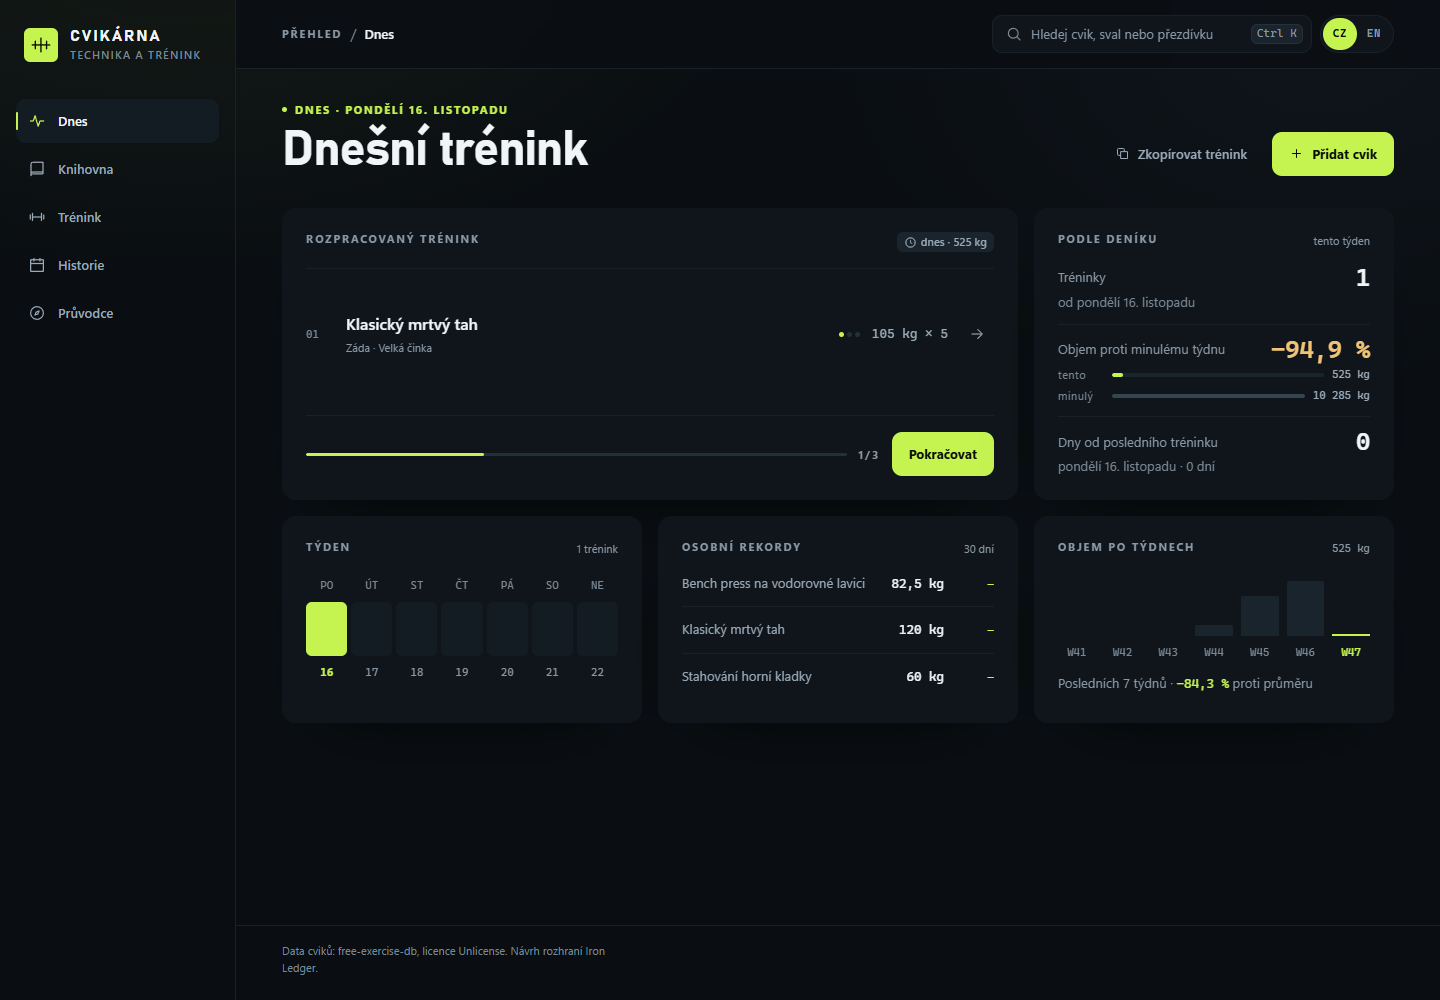 CVIKÁRNA
TECHNIKA A TRÉNINK
Dnes
Knihovna
Trénink
Historie
Průvodce
PŘEHLED / Dnes
Hledej cvik, sval nebo přezdívku
Ctrl K
CZ EN
DNES · PONDĚLÍ 16. LISTOPADU
Dnešní trénink
Zkopírovat trénink
Přidat cvik
ROZPRACOVANÝ TRÉNINK
dnes · 525 kg
01
Klasický mrtvý tah
Záda · Velká činka
105 kg × 5
1/3
Pokračovat
PODLE DENÍKU
tento týden
Tréninky
1
od pondělí 16. listopadu
Objem proti minulému týdnu
−94,9 %
tento
525 kg
minulý
10 285 kg
Dny od posledního tréninku
0
pondělí 16. listopadu · 0 dní
TÝDEN
1 trénink
PO ÚT ST ČT PÁ SO NE
16 17 18 19 20 21 22
OSOBNÍ REKORDY
30 dní
Bench press na vodorovné lavici 82,5 kg –
Klasický mrtvý tah 120 kg –
Stahování horní kladky 60 kg –
OBJEM PO TÝDNECH
525 kg
W41 W42 W43 W44 W45 W46 W47
Posledních 7 týdnů · −84,3 % proti průměru
Data cviků: free-exercise-db, licence Unlicense. Návrh rozhraní Iron
Ledger.